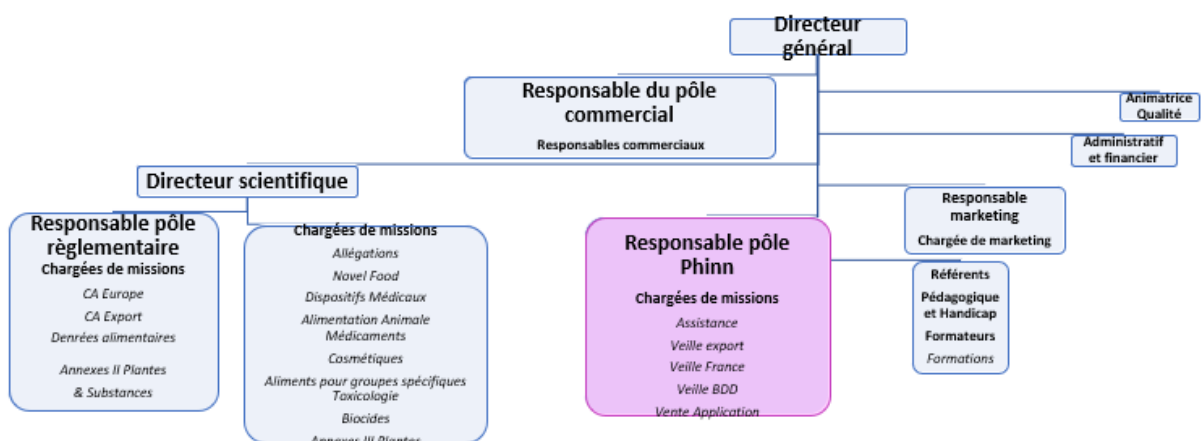 Directeur
général
Responsable du pôle
commercial
Responsables commerciaux
Animatrice
Qualité
Administratif
et financier
Directeur scientifique
Responsable
marketing
Chargée de marketing
Responsable pôle
règlementaire
Chargées de missions
CA Europe
CA Export
Denrées alimentaires
Annexes II Plantes
& Substances
Chargées de missions
Allégations
Novel Food
Dispositifs Médicaux
Alimentation Animale
Médicaments
Cosmétiques
Aliments pour groupes spécifiques
Toxicologie
Biocides
Annexes III Plantes
Responsable pôle
Phinn
Chargées de missions
Assistance
Veille export
Veille France
Veille BDD
Vente Application
Référents
Pédagogique
et Handicap
Formateurs
Formations